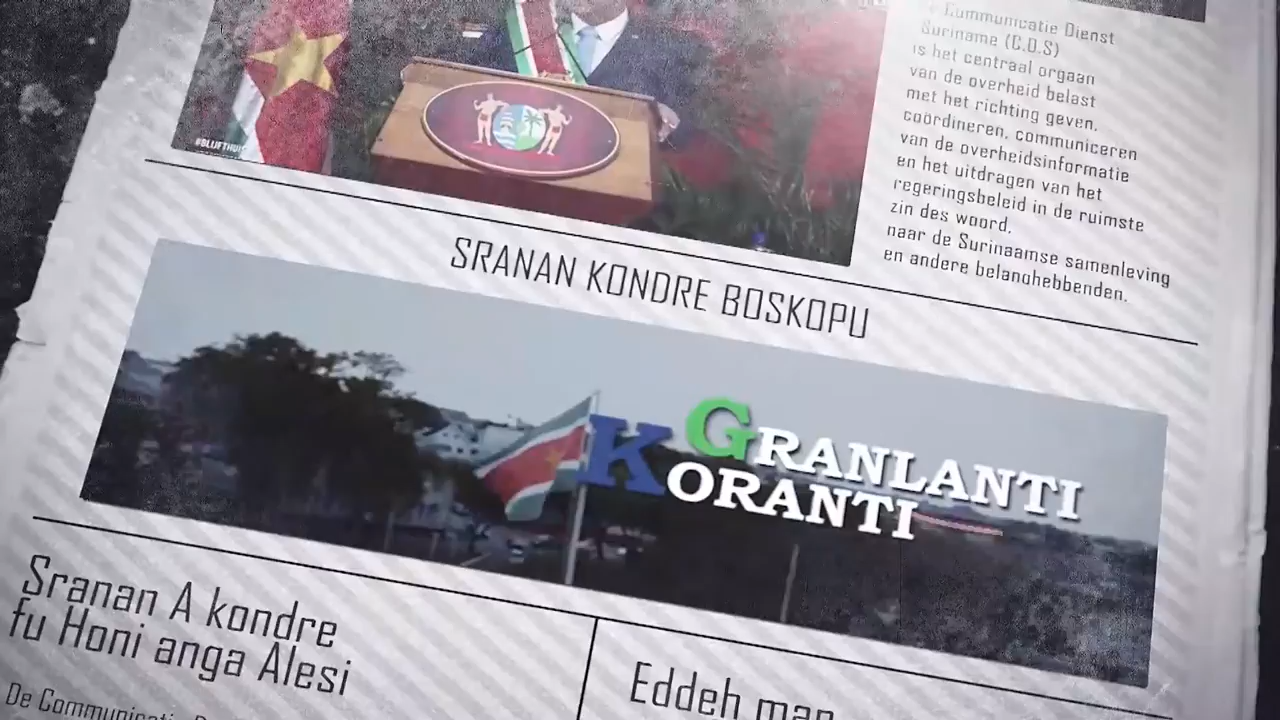 Communicatie Dienst
Suriname (C.D.S)
is het centraal orgaan
van de overheid belast
met het richting geven,
coördineren, communiceren
van de overheidsinformatie
en het uitdragen van het
regeringsbeleid in de ruimste
zin des woord,
naar de Surinaamse samenleving
en andere belanghebbenden.
SRANAN KONDRE BOSKOPU
GRANLANTI
KORANTI
Sranan A kondre
fu Honi anga Alesi
De
Eddeh man